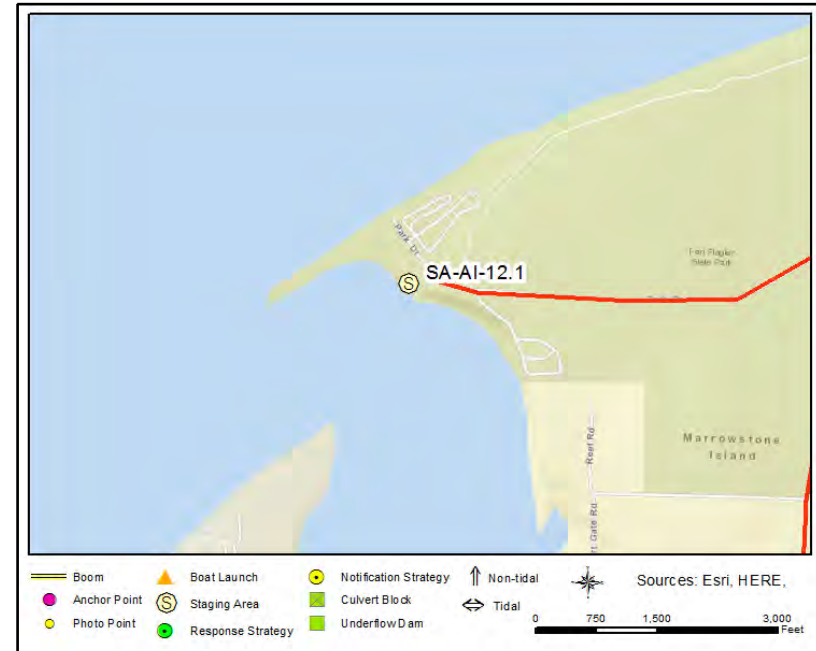 Park Dr
SA-AI-12.1
S
Fort Flagler
State Park
Marrowstone
Island
Reef Rd
Gate Rd
Boom
Boat Launch
Notification Strategy
Non-tidal
Sources: Esri, HERE,
Anchor Point
S
Staging Area
Culvert Block
Tidal
Photo Point
Response Strategy
Underflow Dam
0 750 1,500 3,000
Feet